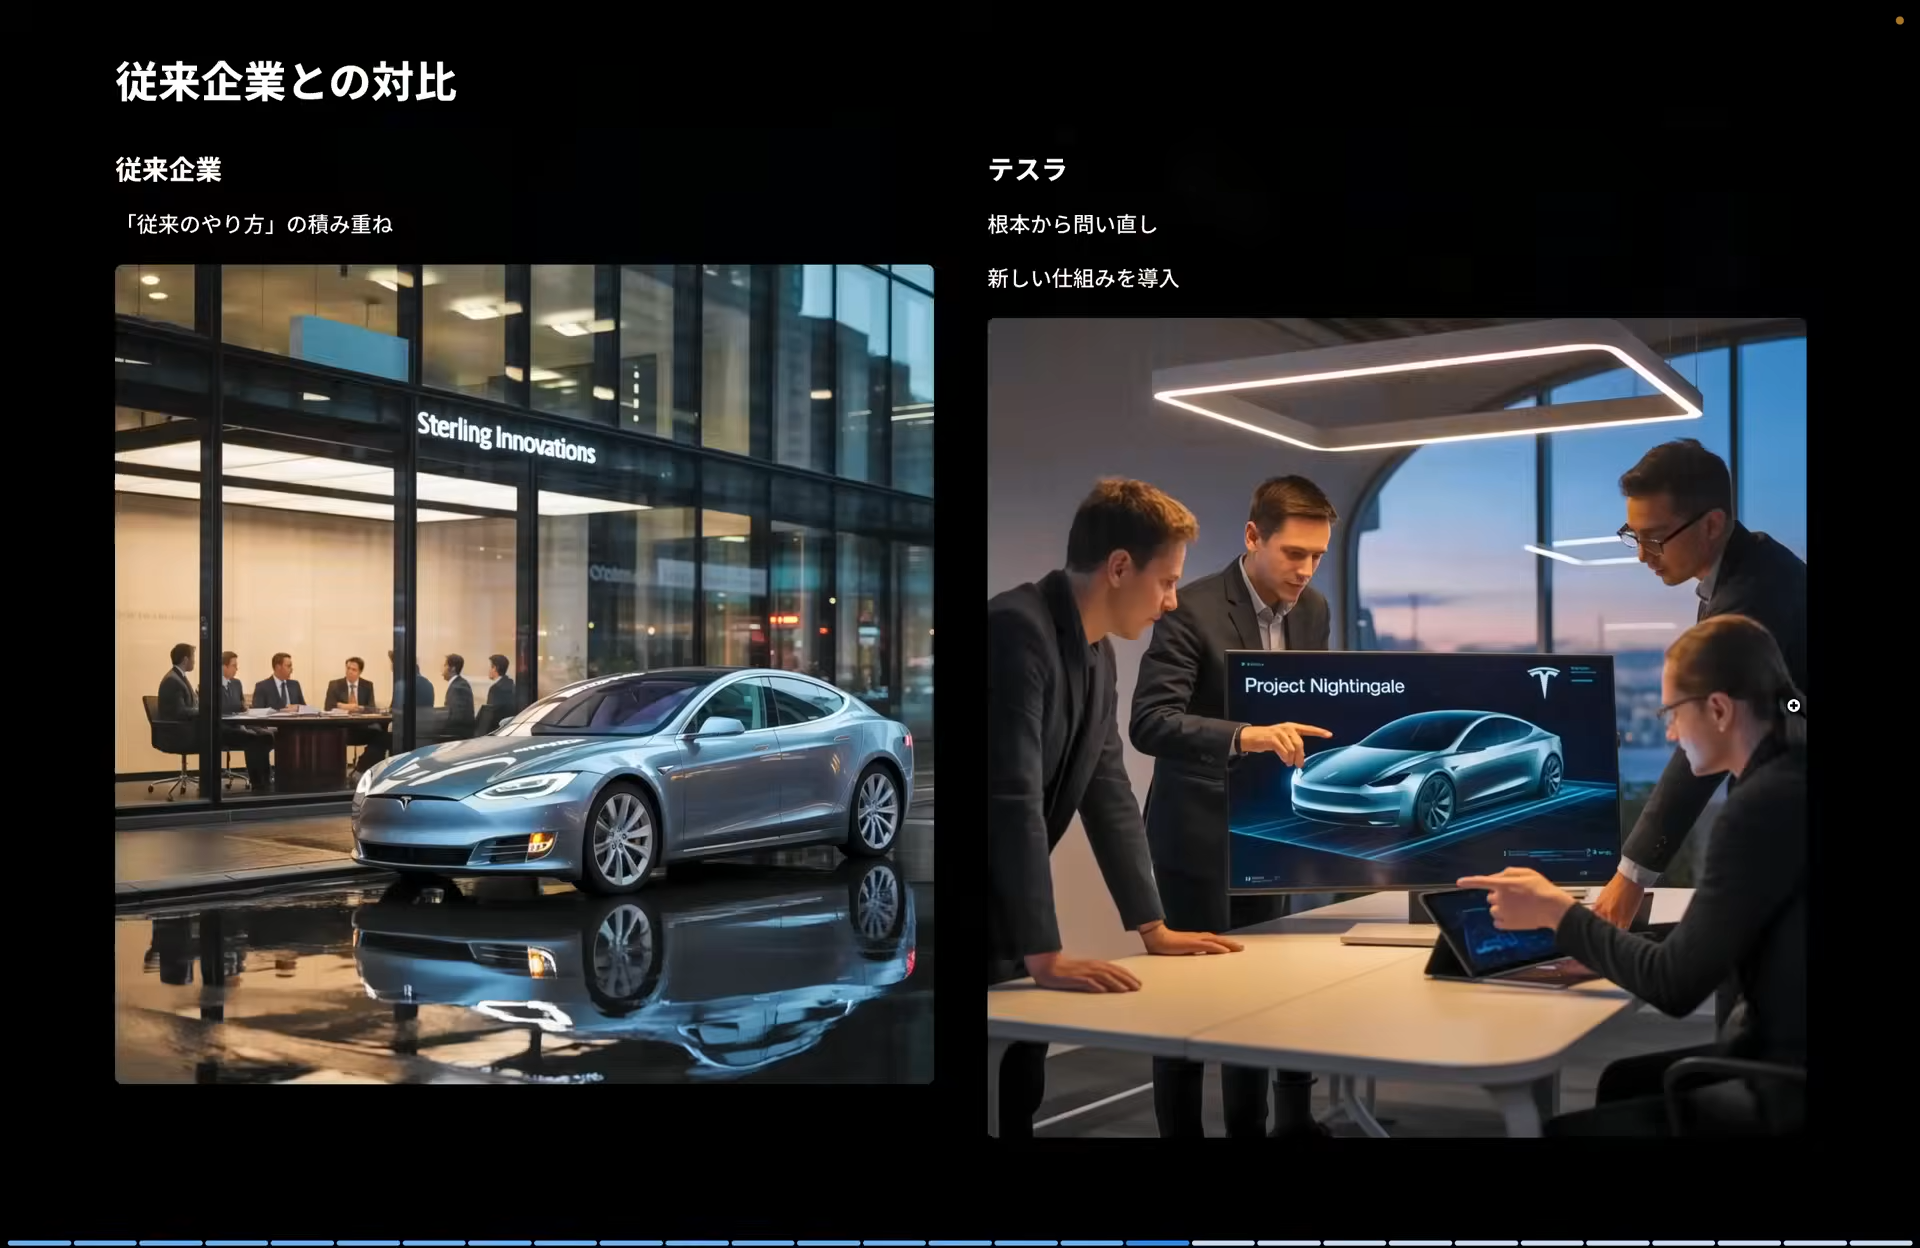 従来企業との対比
従来企業
「従来のやり方」の積み重ね
Sterling Innovations
テスラ
根本から問い直し
新しい仕組みを導入
Project Nightingale